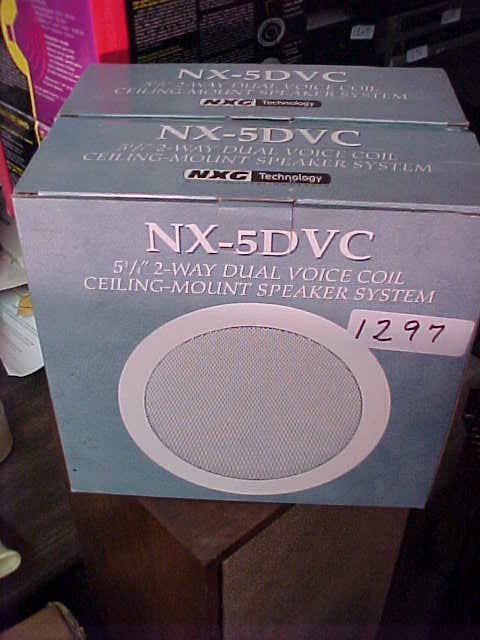 NX-5DVC
5¼" 2-WAY DUAL VOICE COIL
CEILING-MOUNT SPEAKER SYSTEM
NXG Technology
NX-5DVC
5¼" 2-WAY DUAL VOICE COIL
CEILING-MOUNT SPEAKER SYSTEM
NXG Technology
NX-5DVC
5¼" 2-WAY DUAL VOICE COIL
CEILING-MOUNT SPEAKER SYSTEM
1297